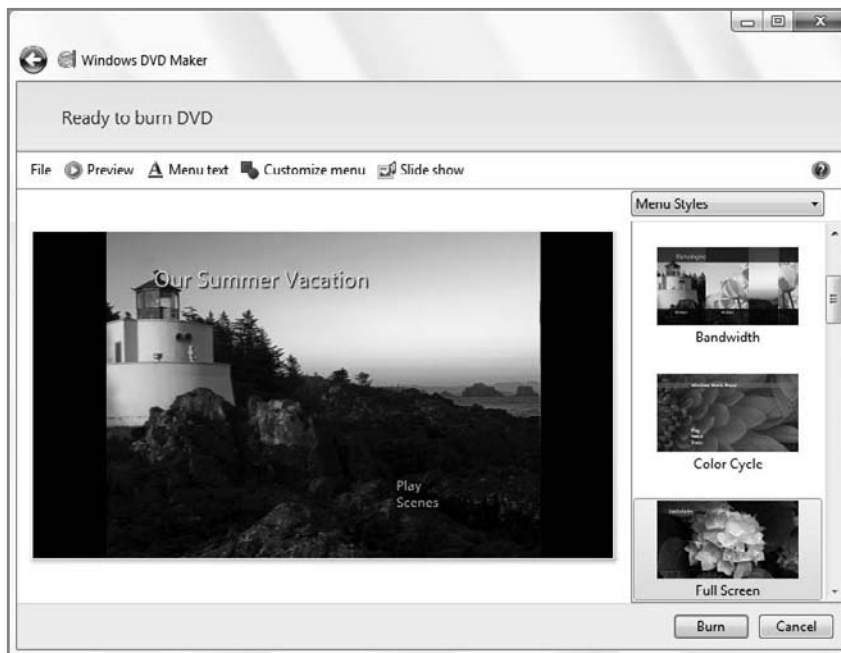 Windows DVD Maker
Ready to burn DVD
File Preview A Menu text Customize menu Slide show ?
Menu Styles
Our Summer Vacation
Play
Scenes
Bandwidth
Color Cycle
Full Screen
Burn Cancel